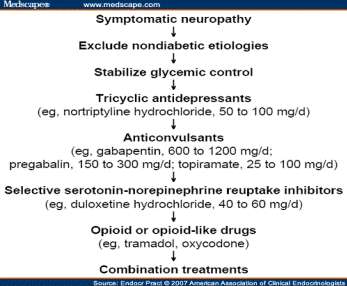 Medscape® www.medscape.com
Symptomatic neuropathy
Exclude nondiabetic etiologies
Stabilize glycemic control
Tricyclic antidepressants
(eg, nortriptyline hydrochloride, 50 to 100 mg/d)
Anticonvulsants
(eg, gabapentin, 600 to 1200 mg/d;
pregabalin, 150 to 300 mg/d; topiramate, 25 to 100 mg/d)
Selective serotonin-norepinephrine reuptake inhibitors
(eg, duloxetine hydrochloride, 40 to 60 mg/d)
Opioid or opioid-like drugs
(eg, tramadol, oxycodone)
Combination treatments
Source: Endocr Pract © 2007 American Association of Clinical Endocrinologists